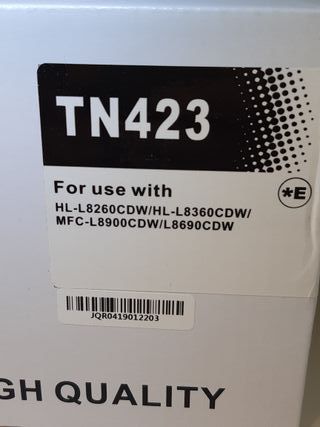 TN423
For use with
HL-L8260CDW/HL-L8360CDW/
MFC-L8900CDW/L8690CDW
*E
JQR0419012203
GH QUALITY